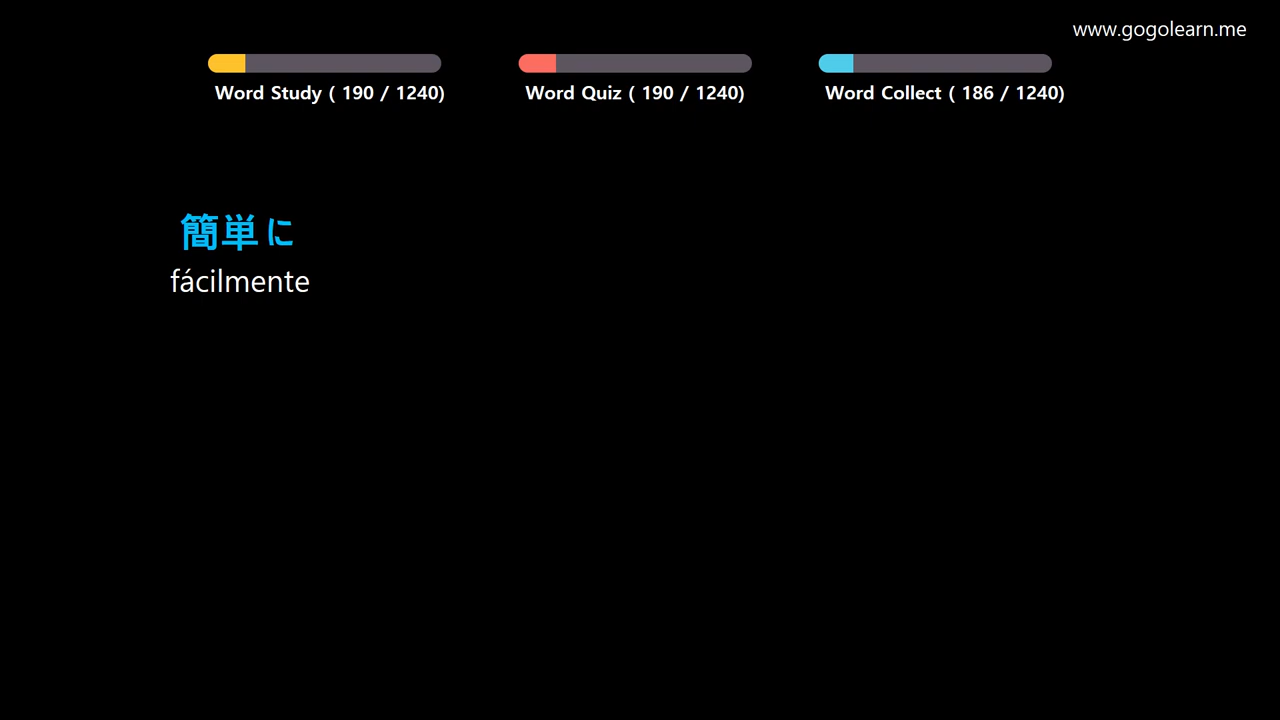 www.gogolearn.me
Word Study ( 190 / 1240)
Word Quiz ( 190 / 1240)
Word Collect ( 186 / 1240)
簡単に
fácilmente